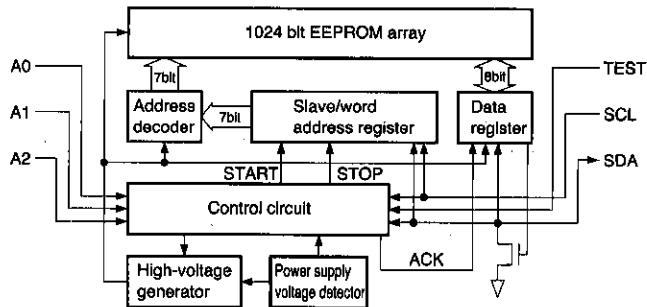 1024 bit EEPROM array
7bit
8bit
A0
TEST
Address
decoder
7bit
Slave/word
address register
Data
register
A1
SCL
A2
START
STOP
SDA
Control circuit
ACK
High-voltage
generator
Power supply
voltage detector